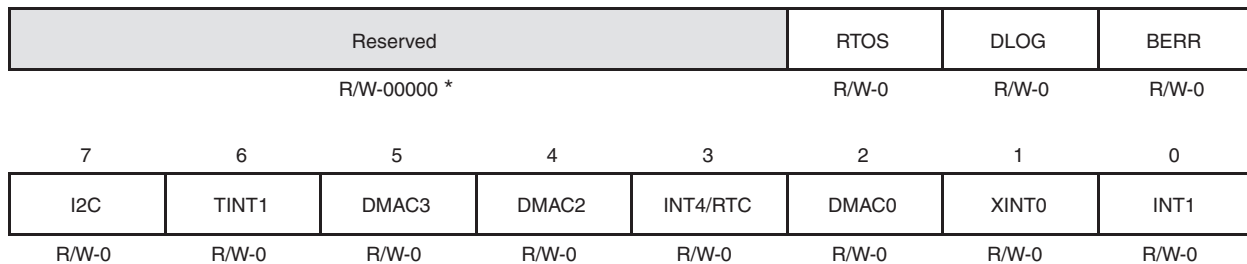 Reserved RTOS DLOG BERR
R/W-00000 * R/W-0 R/W-0 R/W-0
7 6 5 4 3 2 1 0
I2C TINT1 DMAC3 DMAC2 INT4/RTC DMAC0 XINT0 INT1
R/W-0 R/W-0 R/W-0 R/W-0 R/W-0 R/W-0 R/W-0 R/W-0